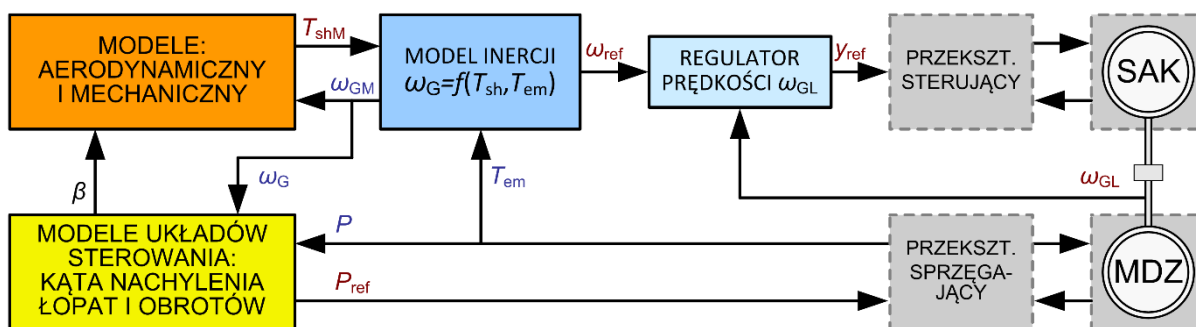 MODELE:
AERODYNAMICZNY
I MECHANICZNY
TshM
ωGM
MODEL INERCJI
ωG=f(Tsh,Tem)
ωref
REGULATOR
PRĘDKOŚCI ωGL
yref
PRZEKSZT.
STERUJĄCY
SAK
β
ωG
Tem
ωGL
MODELE UKŁADÓW
STEROWANIA:
KĄTA NACHYLENIA
ŁOPAT I OBROTÓW
P
Pref
PRZEKSZT.
SPRZĘGA-
JĄCY
MDZ